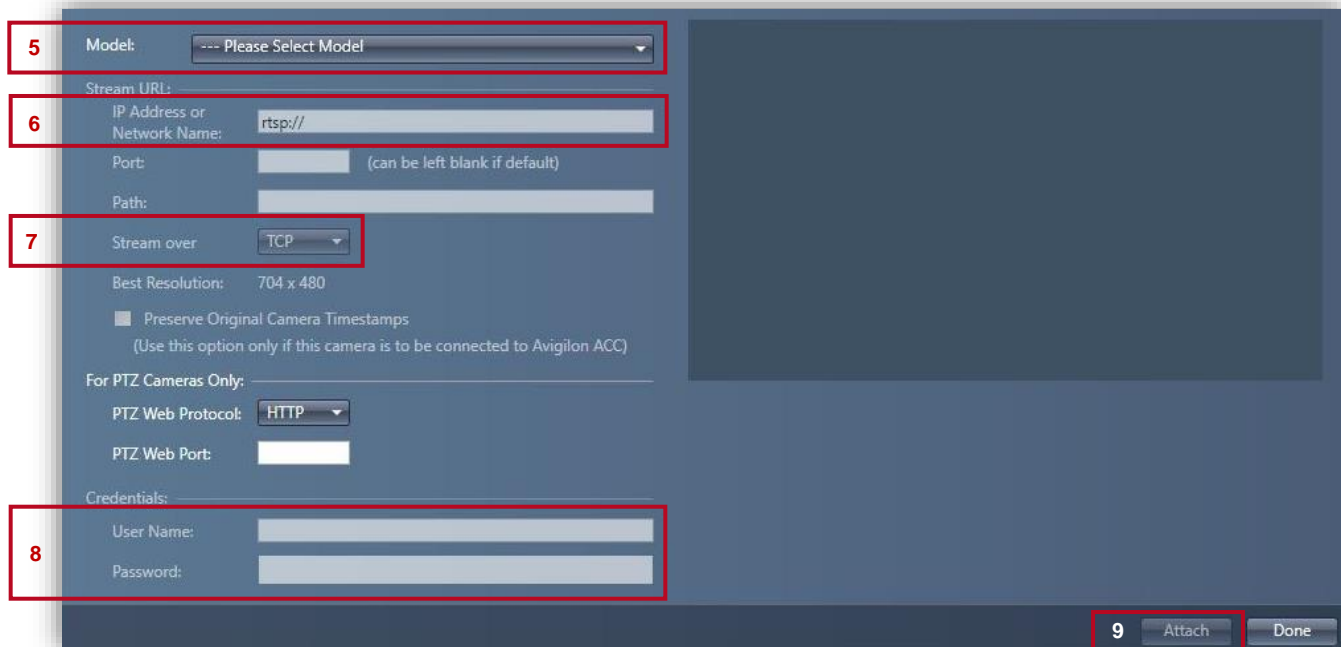 5
Model:
--- Please Select Model
Stream URL:
6
IP Address or
Network Name:
rtsp://
Port:
(can be left blank if default)
Path:
7
Stream over
TCP
Best Resolution:
704 x 480
Preserve Original Camera Timestamps
(Use this option only if this camera is to be connected to Avigilon ACC)
For PTZ Cameras Only:
PTZ Web Protocol:
HTTP
PTZ Web Port:
Credentials:
8
User Name:
Password:
9
Attach
Done